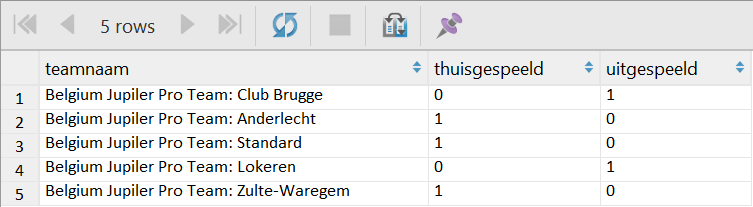 5 rows
teamnaam thuisgespeeld uitgespeeld
1 Belgium Jupiler Pro Team: Club Brugge 0 1
2 Belgium Jupiler Pro Team: Anderlecht 1 0
3 Belgium Jupiler Pro Team: Standard 1 0
4 Belgium Jupiler Pro Team: Lokeren 0 1
5 Belgium Jupiler Pro Team: Zulte-Waregem 1 0